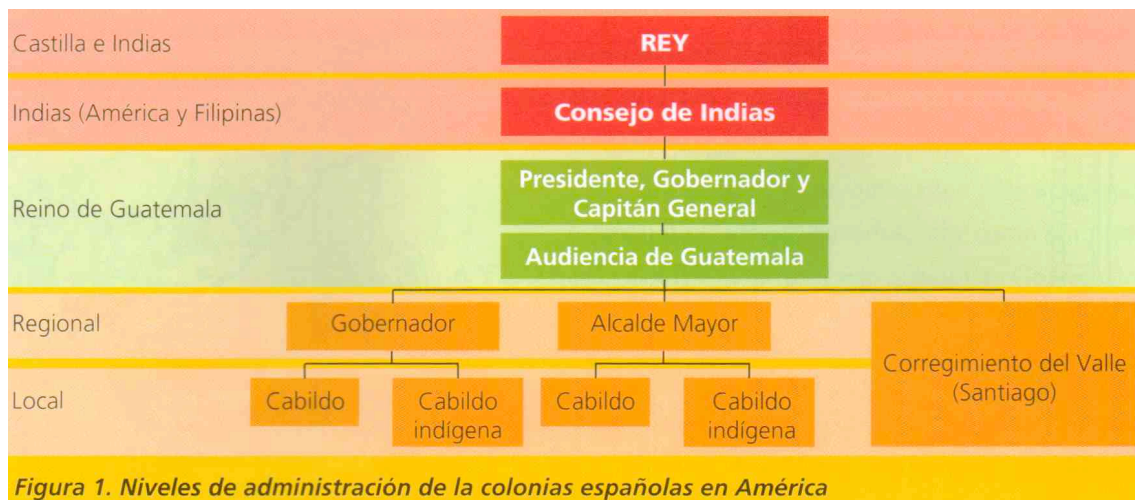 Castilla e Indias
REY
Indias (América y Filipinas)
Consejo de Indias
Reino de Guatemala
Presidente, Gobernador y
Capitán General
Audiencia de Guatemala
Regional
Gobernador
Alcalde Mayor
Corregimiento del Valle
(Santiago)
Local
Cabildo
Cabildo
indígena
Cabildo
Cabildo
indígena
Figura 1. Niveles de administración de la colonias españolas en América